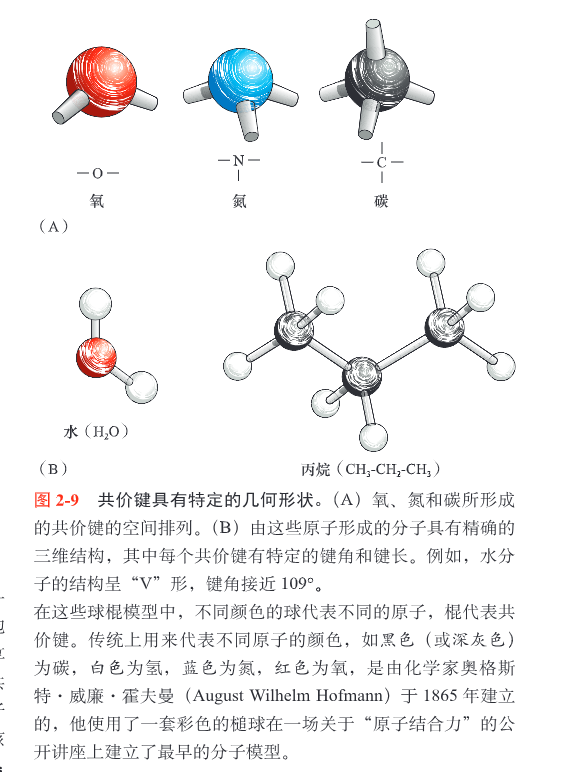 —O—
—N—
—C—
氧
氮
碳
(A)
水（H₂O）
(B)
丙烷（CH₃-CH₂-CH₃）
图 2-9 共价键具有特定的几何形状。（A）氧、氮和碳所形成
的共价键的空间排列。（B）由这些原子形成的分子具有精确的
三维结构，其中每个共价键有特定的键角和键长。例如，水分
子的结构呈“V”形，键角接近 109°。
在这些球棍模型中，不同颜色的球代表不同的原子，棍代表共
价键。传统上用来代表不同原子的颜色，如黑色（或深灰色）
为碳，白色为氢，蓝色为氮，红色为氧，是由化学家奥格斯
特·威廉·霍夫曼（August Wilhelm Hofmann）于 1865 年建立
的，他使用了一套彩色的槌球在一场关于“原子结合力”的公
开讲座上建立了最早的分子模型。